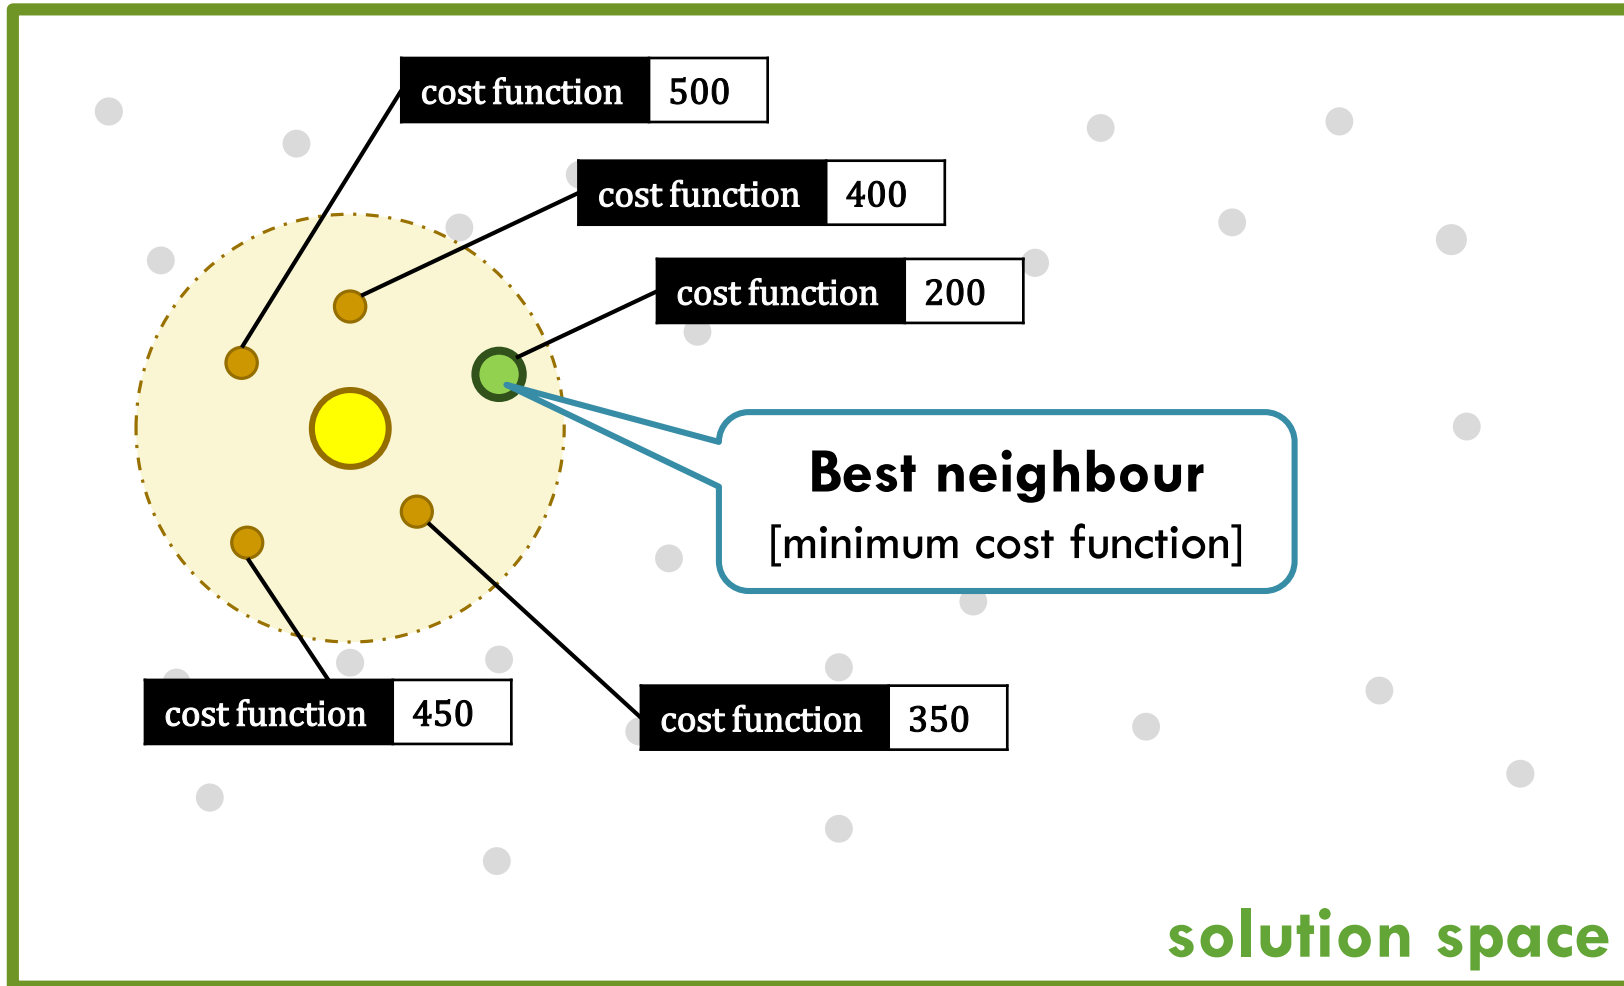 cost function 500
cost function 400
cost function 200
Best neighbour
[minimum cost function]
cost function 450
cost function 350
solution space